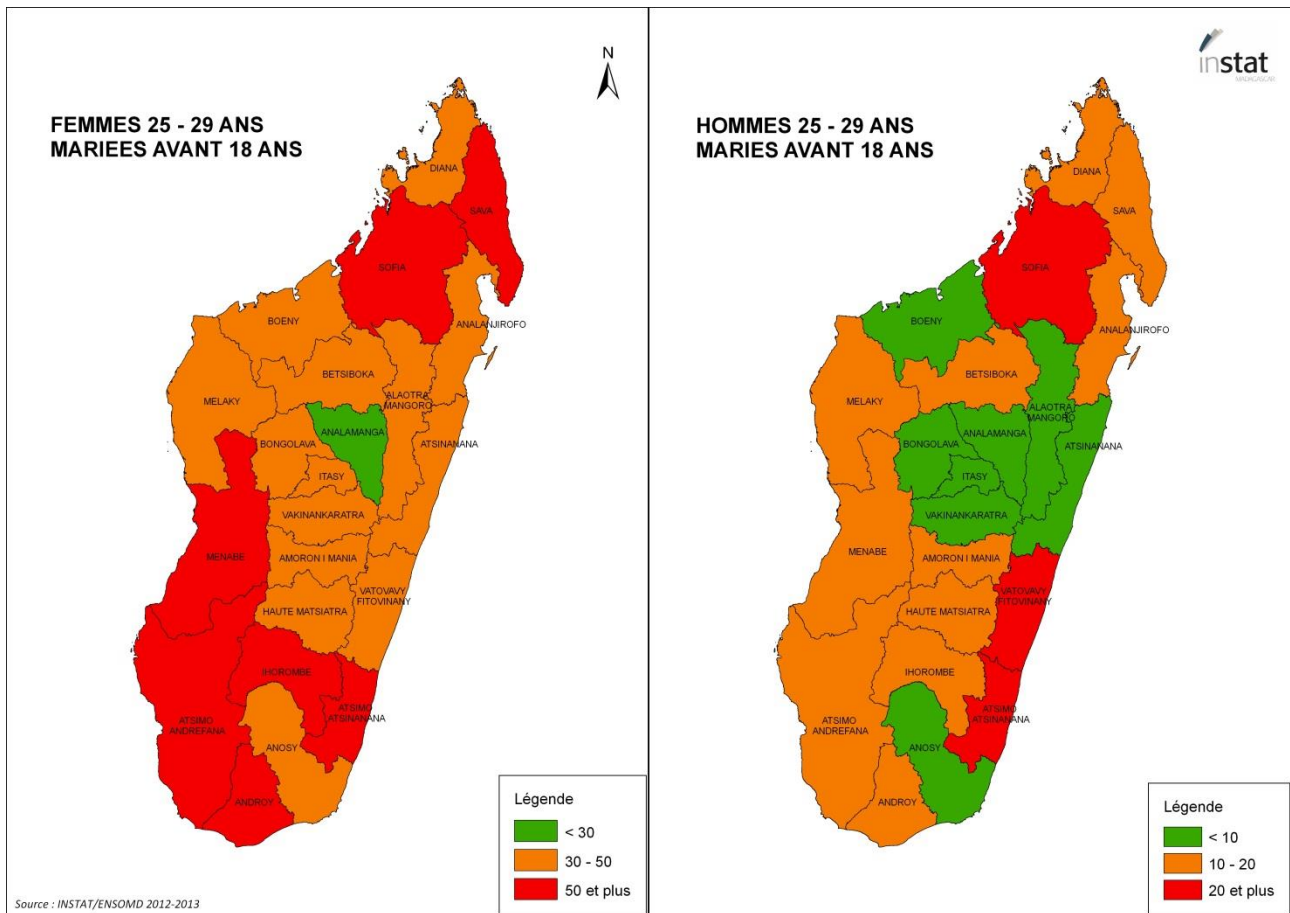 FEMMES 25 - 29 ANS
MARIEES AVANT 18 ANS
N
DIANA
SAVA
SOFIA
BOENY
ANALANJIROFO
BETSIBOKA
MELAKY
ALAOTRA
MANGORO
ANALAMANGA
BONGOLAVA
ATSINANANA
ITASY
VAKINANKARATRA
MENABE
AMORON I MANIA
VATOVAVY
FITOVINANY
HAUTE MATSIATRA
IHOROMBE
ATSIMO
ATSINANANA
ATSIMO
ANDREFANA
ANOSY
ANDROY
Légende
< 30
30 - 50
50 et plus
Source : INSTAT/ENSOMD 2012-2013
instat
MADAGASCAR
HOMMES 25 - 29 ANS
MARIES AVANT 18 ANS
DIANA
SAVA
SOFIA
BOENY
ANALANJIROFO
BETSIBOKA
MELAKY
ALAOTRA
MANGORO
ANALAMANGA
BONGOLAVA
ATSINANANA
ITASY
VAKINANKARATRA
MENABE
AMORON I MANIA
VATOVAVY
FITOVINANY
HAUTE MATSIATRA
IHOROMBE
ATSIMO
ATSINANANA
ATSIMO
ANDREFANA
ANOSY
ANDROY
Légende
< 10
10 - 20
20 et plus